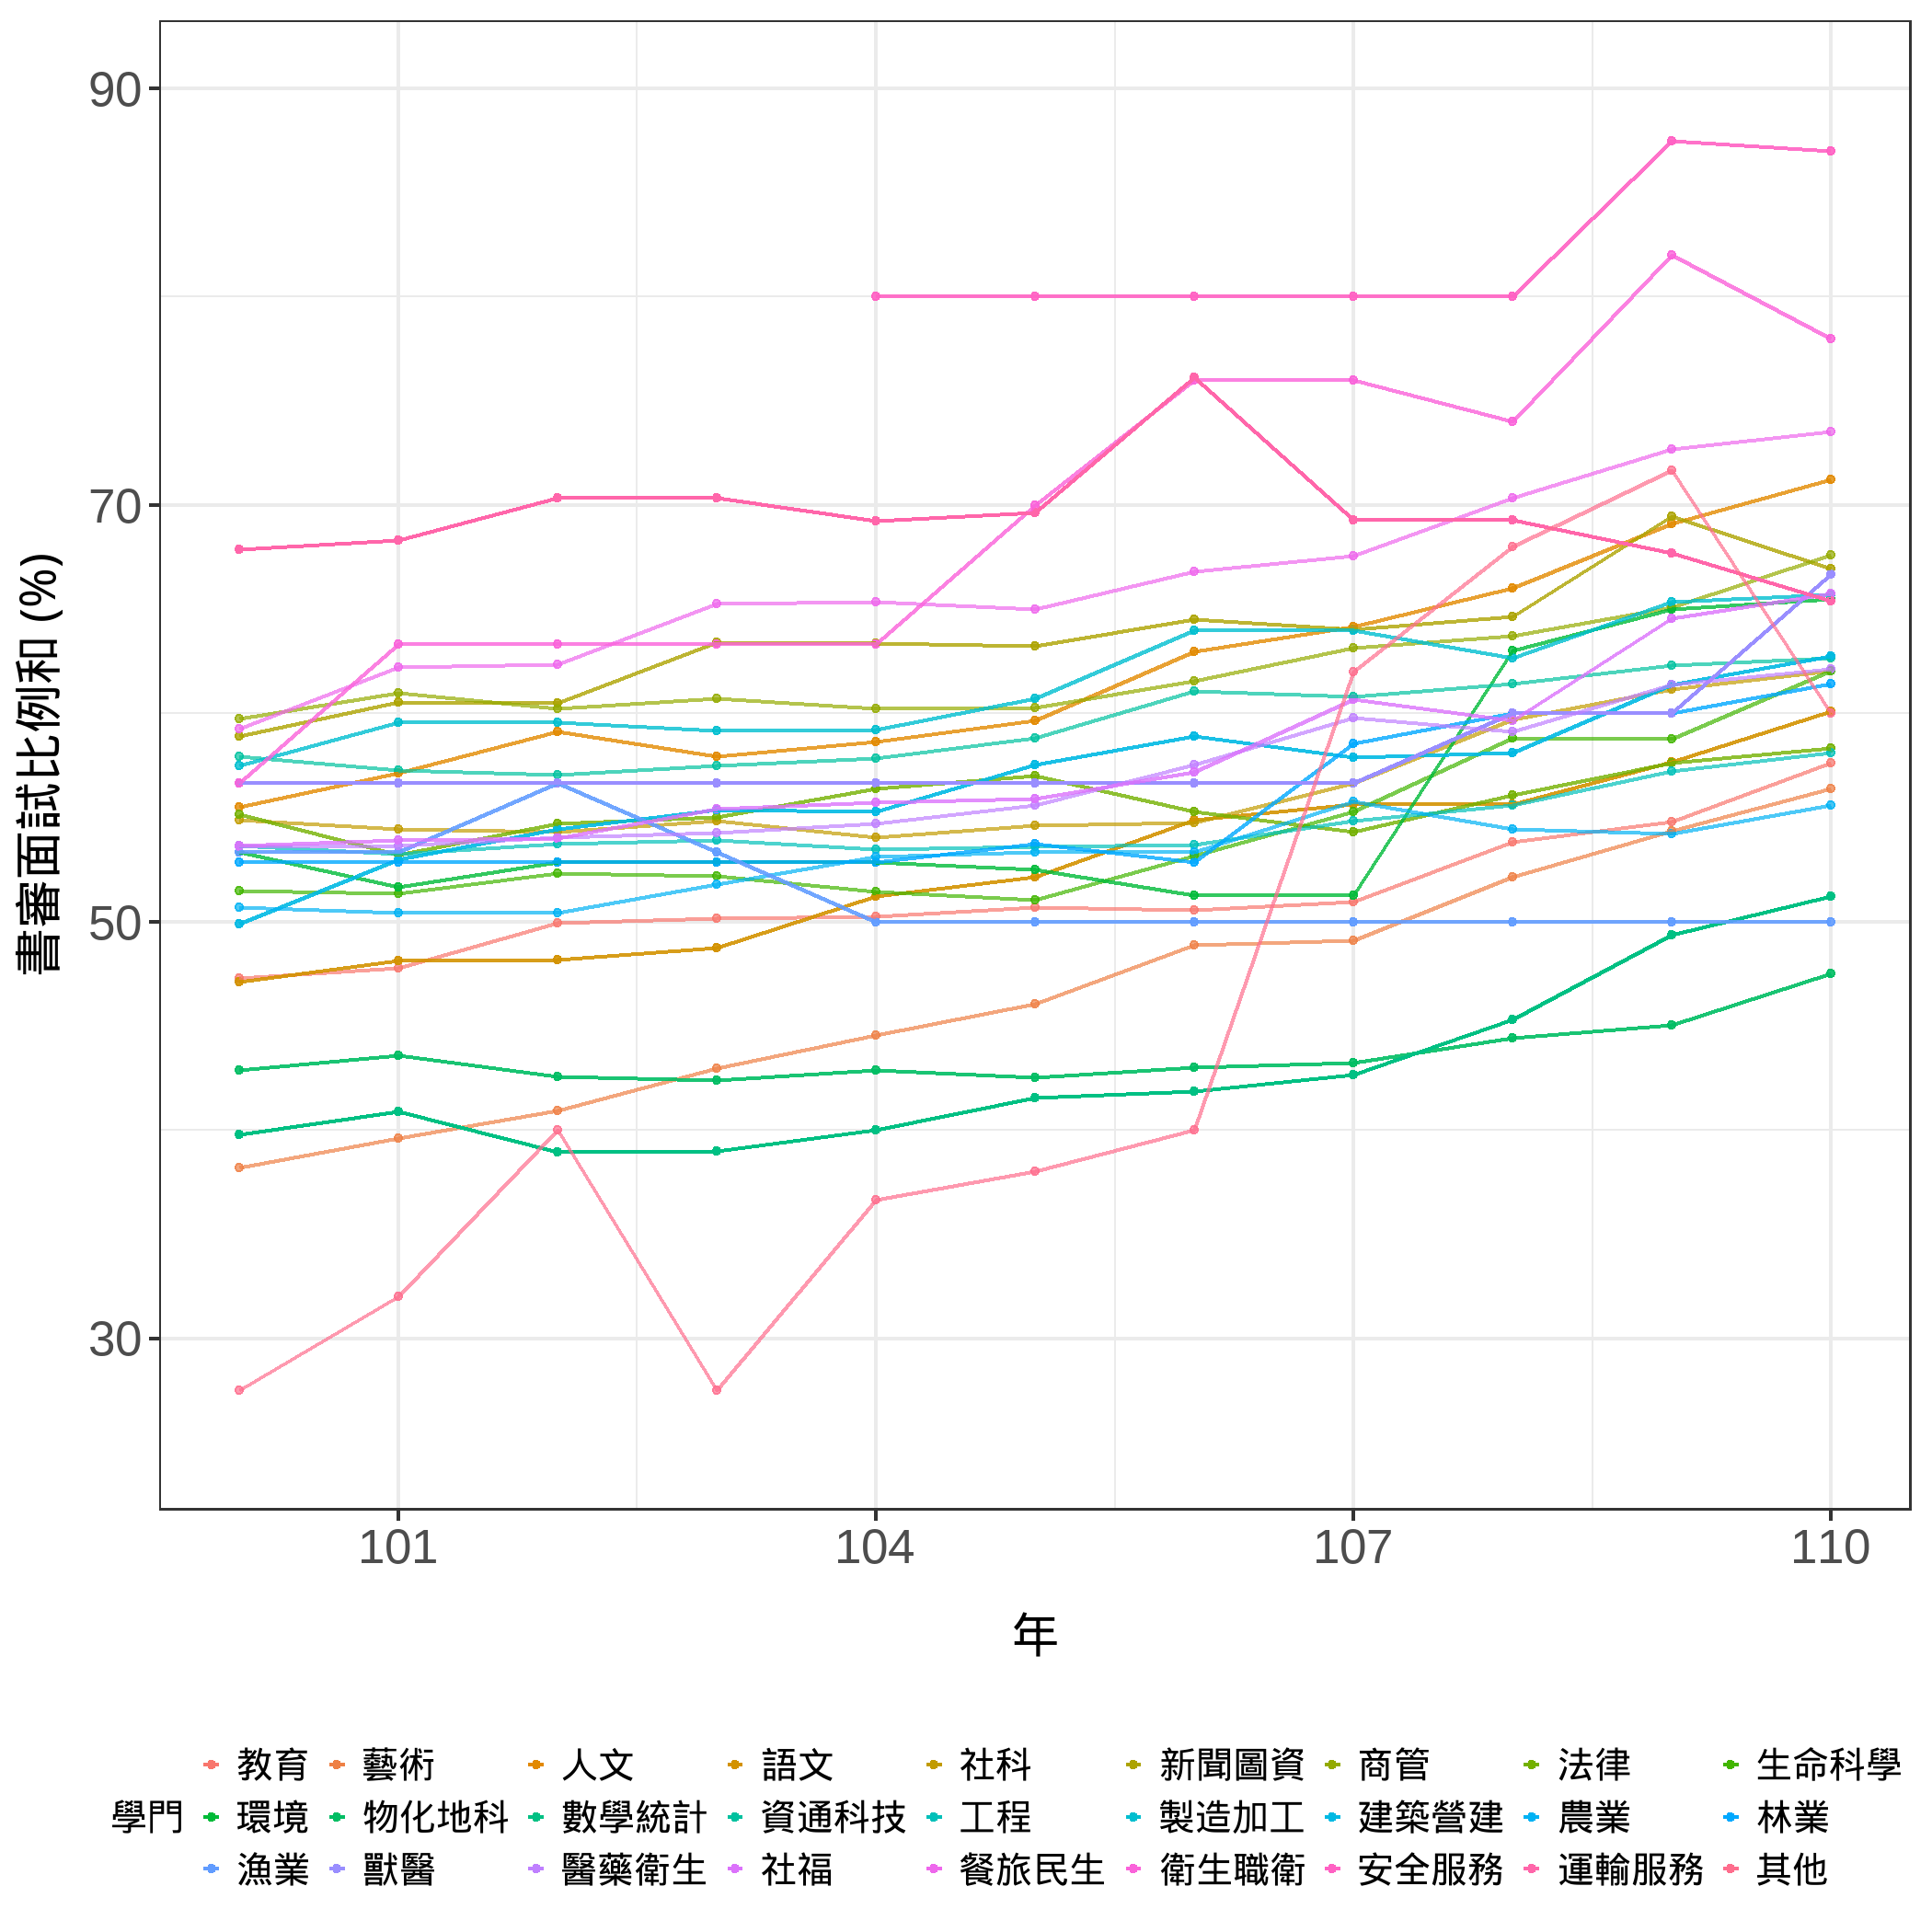 書審面試比例和 (%)
90
70
50
30
101 104 107 110
年
學門
教育 藝術 人文 語文 社科 新聞圖資 商管 法律 生命科學
環境 物化地科 數學統計 資通科技 工程 製造加工 建築營建 農業 林業
漁業 獸醫 醫藥衛生 社福 餐旅民生 衛生職衛 安全服務 運輸服務 其他